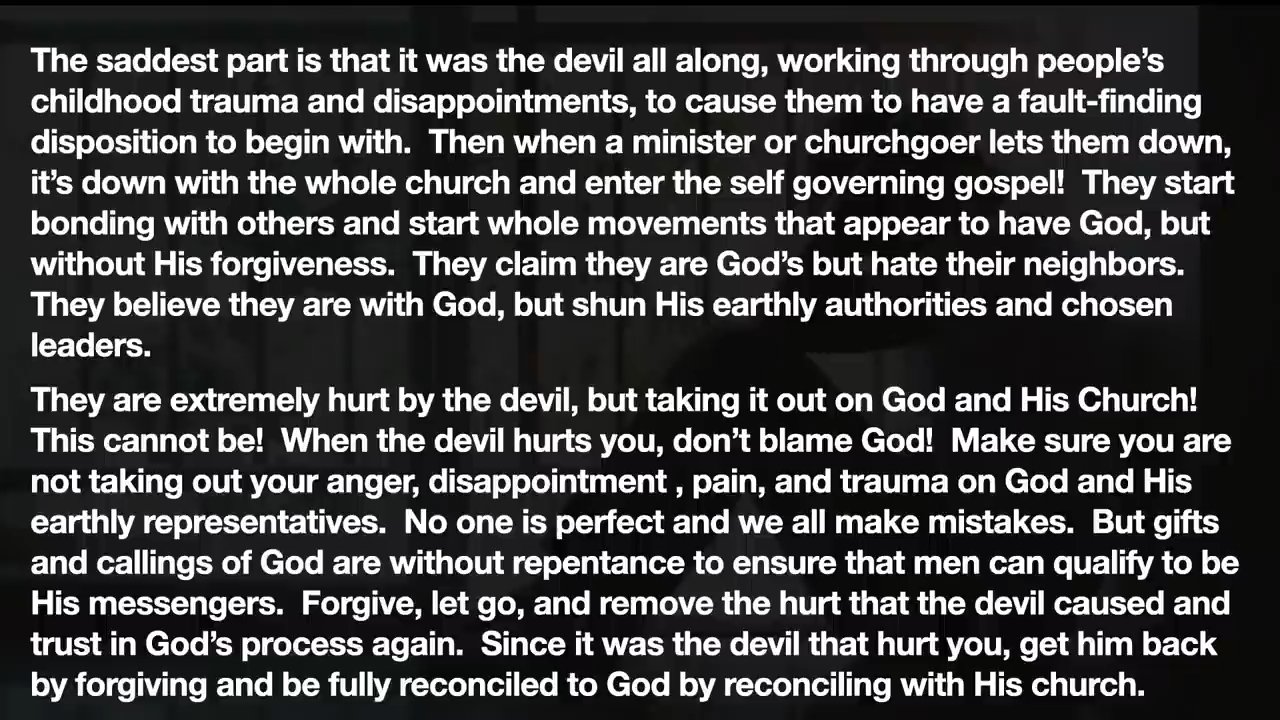 The saddest part is that it was the devil all along, working through people’s
childhood trauma and disappointments, to cause them to have a fault-finding
disposition to begin with.  Then when a minister or churchgoer lets them down,
it’s down with the whole church and enter the self governing gospel!  They start
bonding with others and start whole movements that appear to have God, but
without His forgiveness.  They claim they are God’s but hate their neighbors.
They believe they are with God, but shun His earthly authorities and chosen
leaders.
They are extremely hurt by the devil, but taking it out on God and His Church!
This cannot be!  When the devil hurts you, don’t blame God!  Make sure you are
not taking out your anger, disappointment , pain, and trauma on God and His
earthly representatives.  No one is perfect and we all make mistakes.  But gifts
and callings of God are without repentance to ensure that men can qualify to be
His messengers.  Forgive, let go, and remove the hurt that the devil caused and
trust in God’s process again.  Since it was the devil that hurt you, get him back
by forgiving and be fully reconciled to God by reconciling with His church.